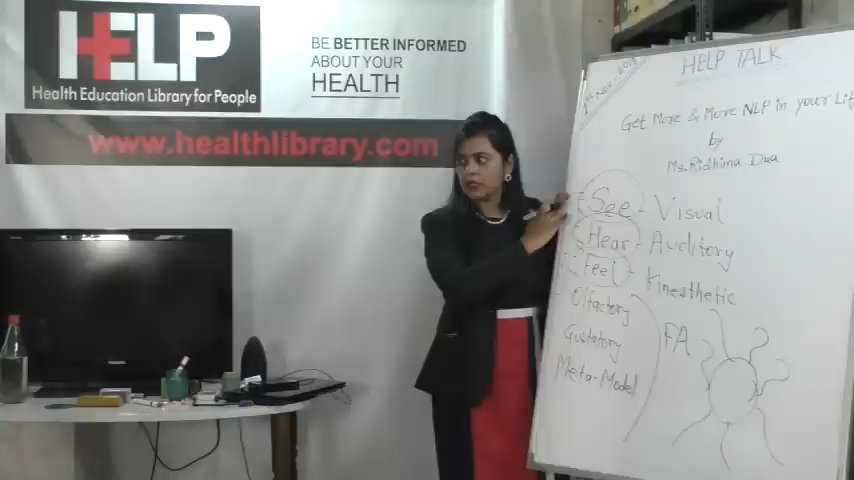 HELP
Health Education Library for People
BE BETTER INFORMED
ABOUT YOUR
HEALTH
www.healthlibrary.com
HELP TALK
Get More & More NLP in your Life
by
Ms. Ridhima Dua
See - Visual
Hear - Auditory
Feel - Kinesthetic
Olfactory
Gustatory
Meta-Model
FA